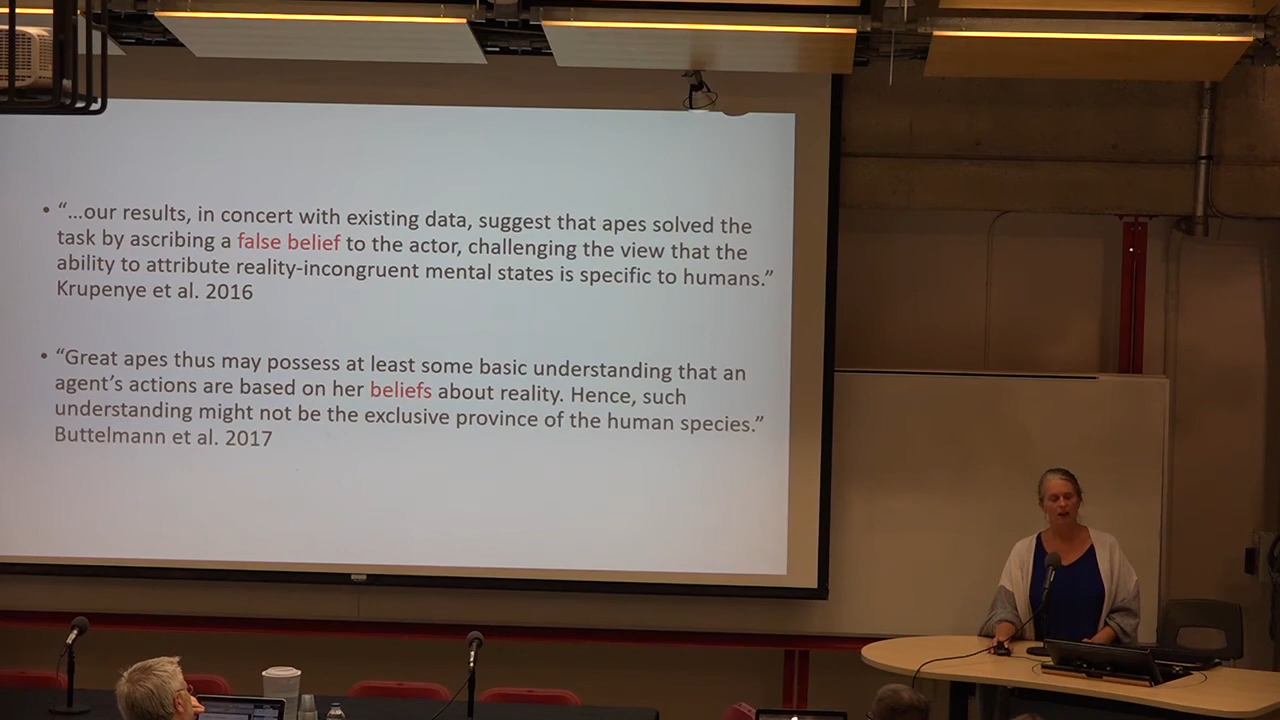 • “...our results, in concert with existing data, suggest that apes solved the
task by ascribing a false belief to the actor, challenging the view that the
ability to attribute reality-incongruent mental states is specific to humans.”
Krupenye et al. 2016
• “Great apes thus may possess at least some basic understanding that an
agent’s actions are based on her beliefs about reality. Hence, such
understanding might not be the exclusive province of the human species.”
Buttelmann et al. 2017